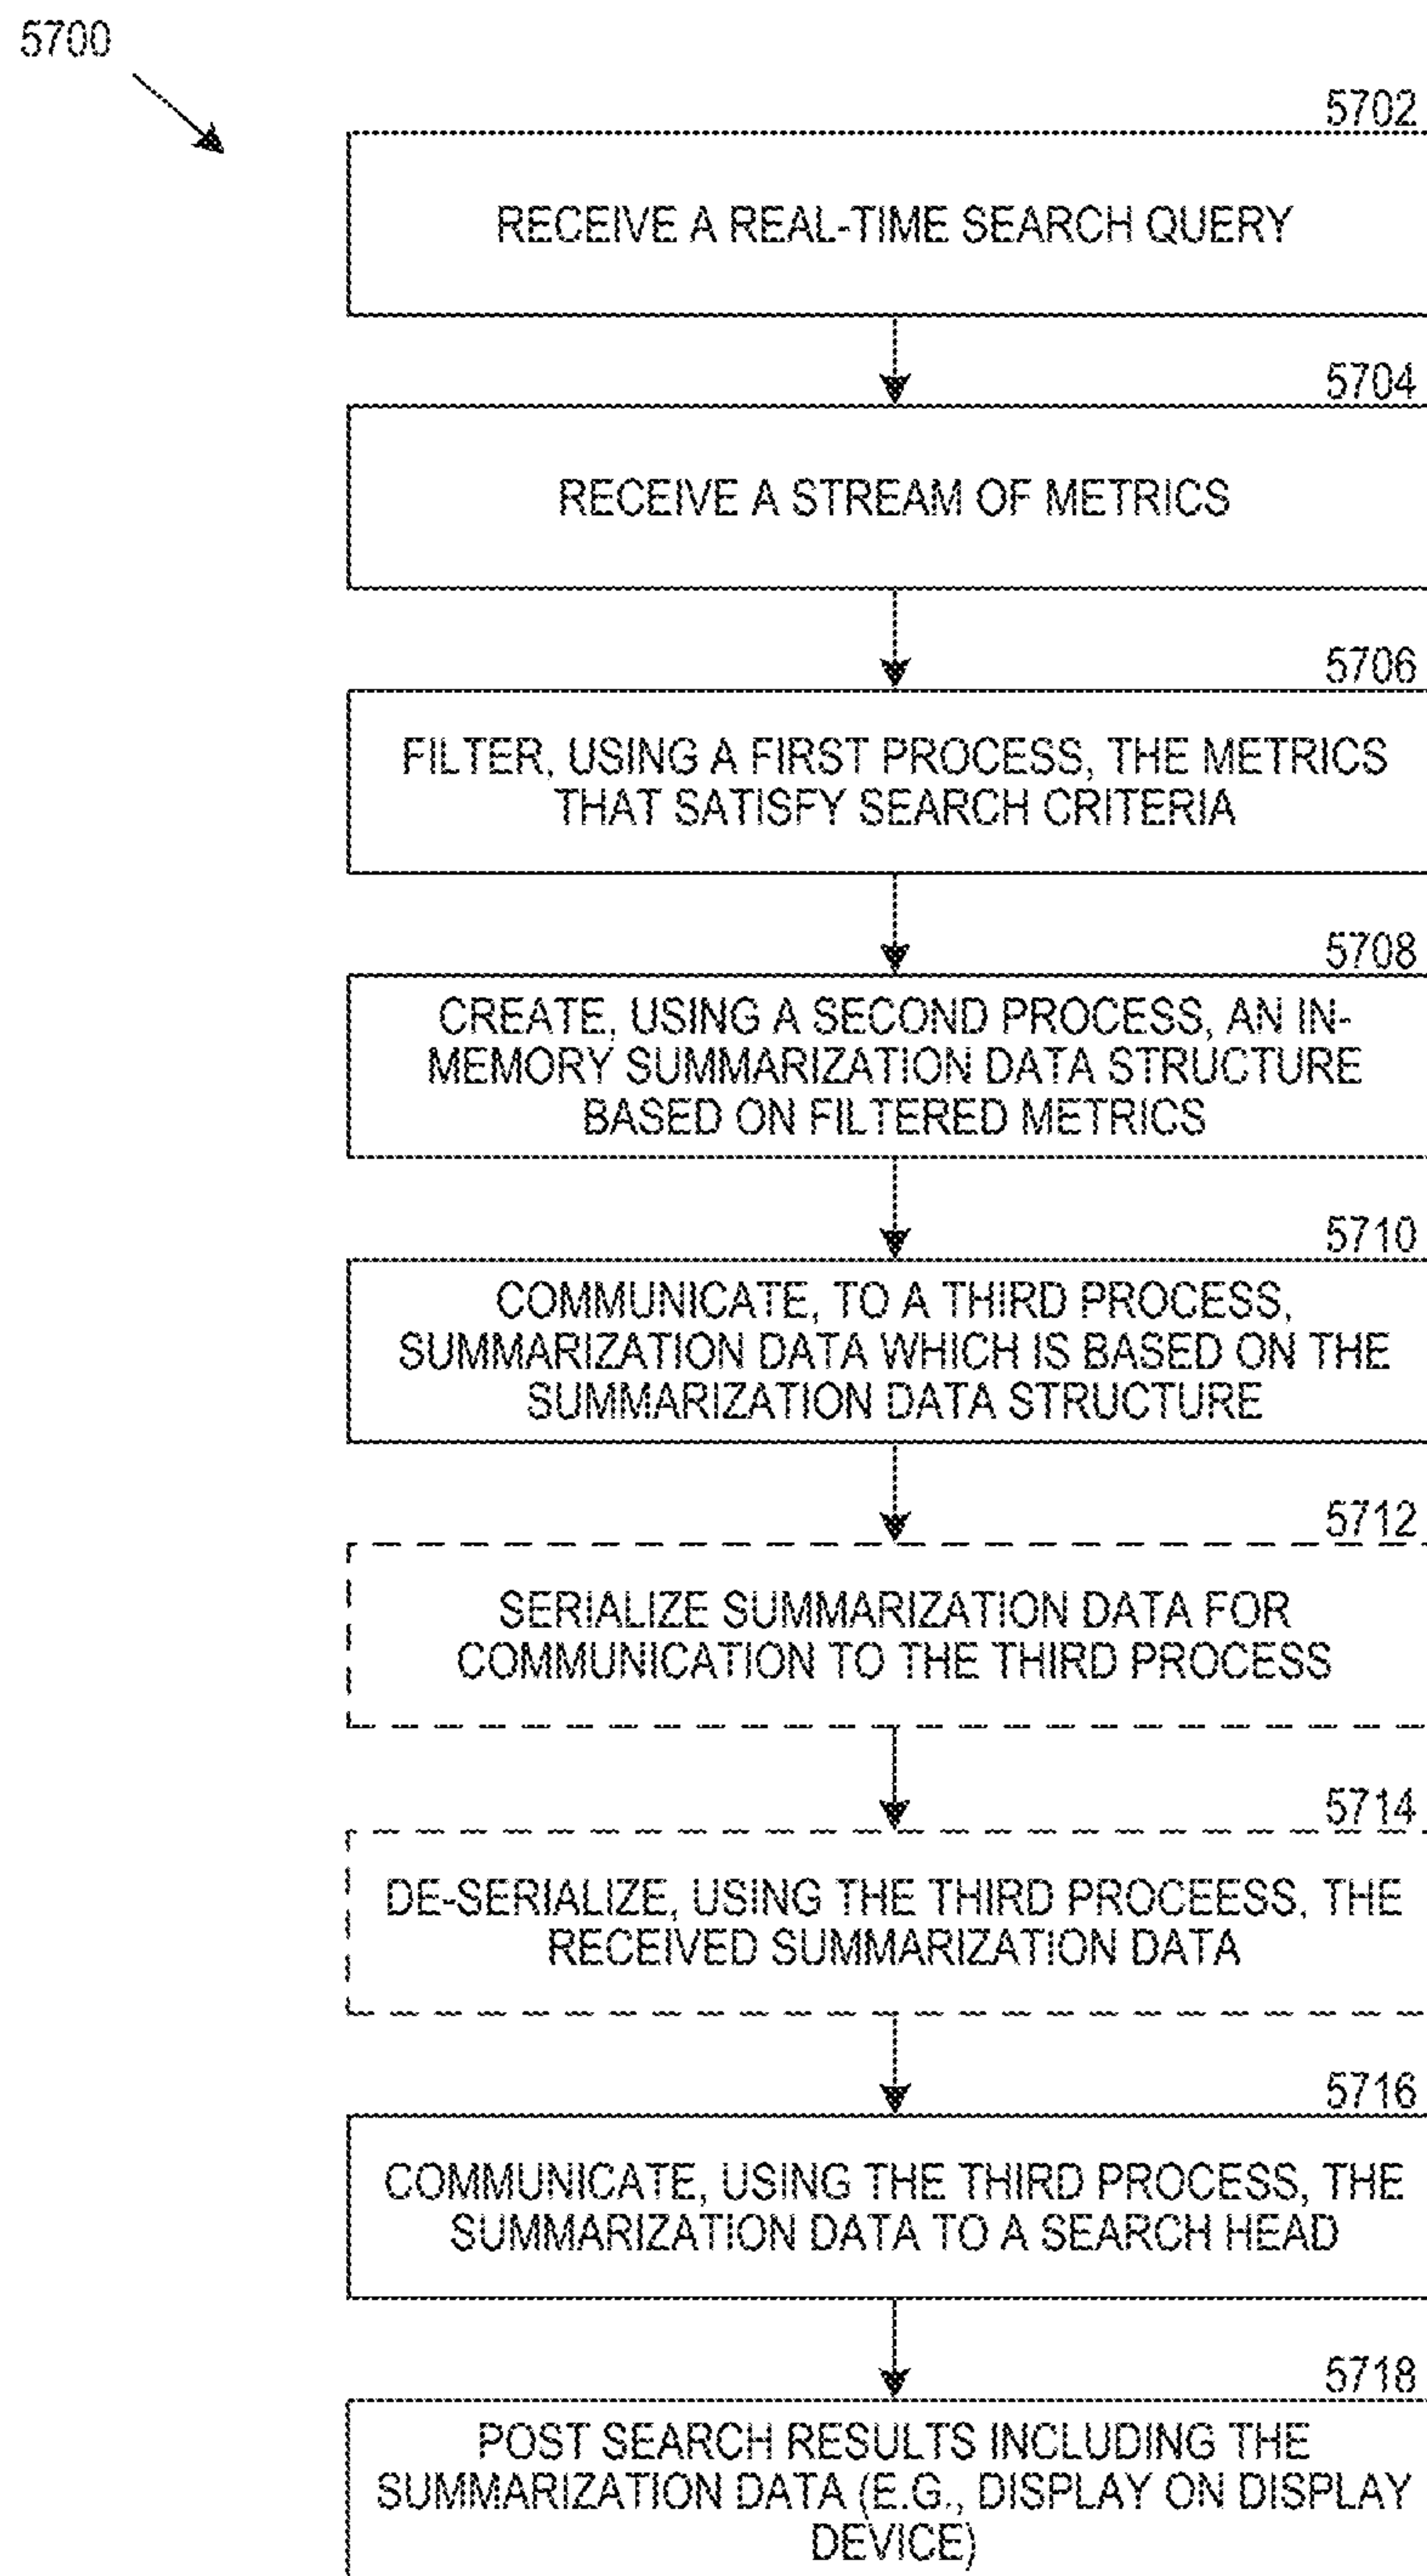 5700
5702
RECEIVE A REAL-TIME SEARCH QUERY
5704
RECEIVE A STREAM OF METRICS
5706
FILTER, USING A FIRST PROCESS, THE METRICS
THAT SATISFY SEARCH CRITERIA
5708
CREATE, USING A SECOND PROCESS, AN IN-
MEMORY SUMMARIZATION DATA STRUCTURE
BASED ON FILTERED METRICS
5710
COMMUNICATE, TO A THIRD PROCESS,
SUMMARIZATION DATA WHICH IS BASED ON THE
SUMMARIZATION DATA STRUCTURE
5712
SERIALIZE SUMMARIZATION DATA FOR
COMMUNICATION TO THE THIRD PROCESS
5714
DE-SERIALIZE, USING THE THIRD PROCEESS, THE
RECEIVED SUMMARIZATION DATA
5716
COMMUNICATE, USING THE THIRD PROCESS, THE
SUMMARIZATION DATA TO A SEARCH HEAD
5718
POST SEARCH RESULTS INCLUDING THE
SUMMARIZATION DATA (E.G., DISPLAY ON DISPLAY
DEVICE)